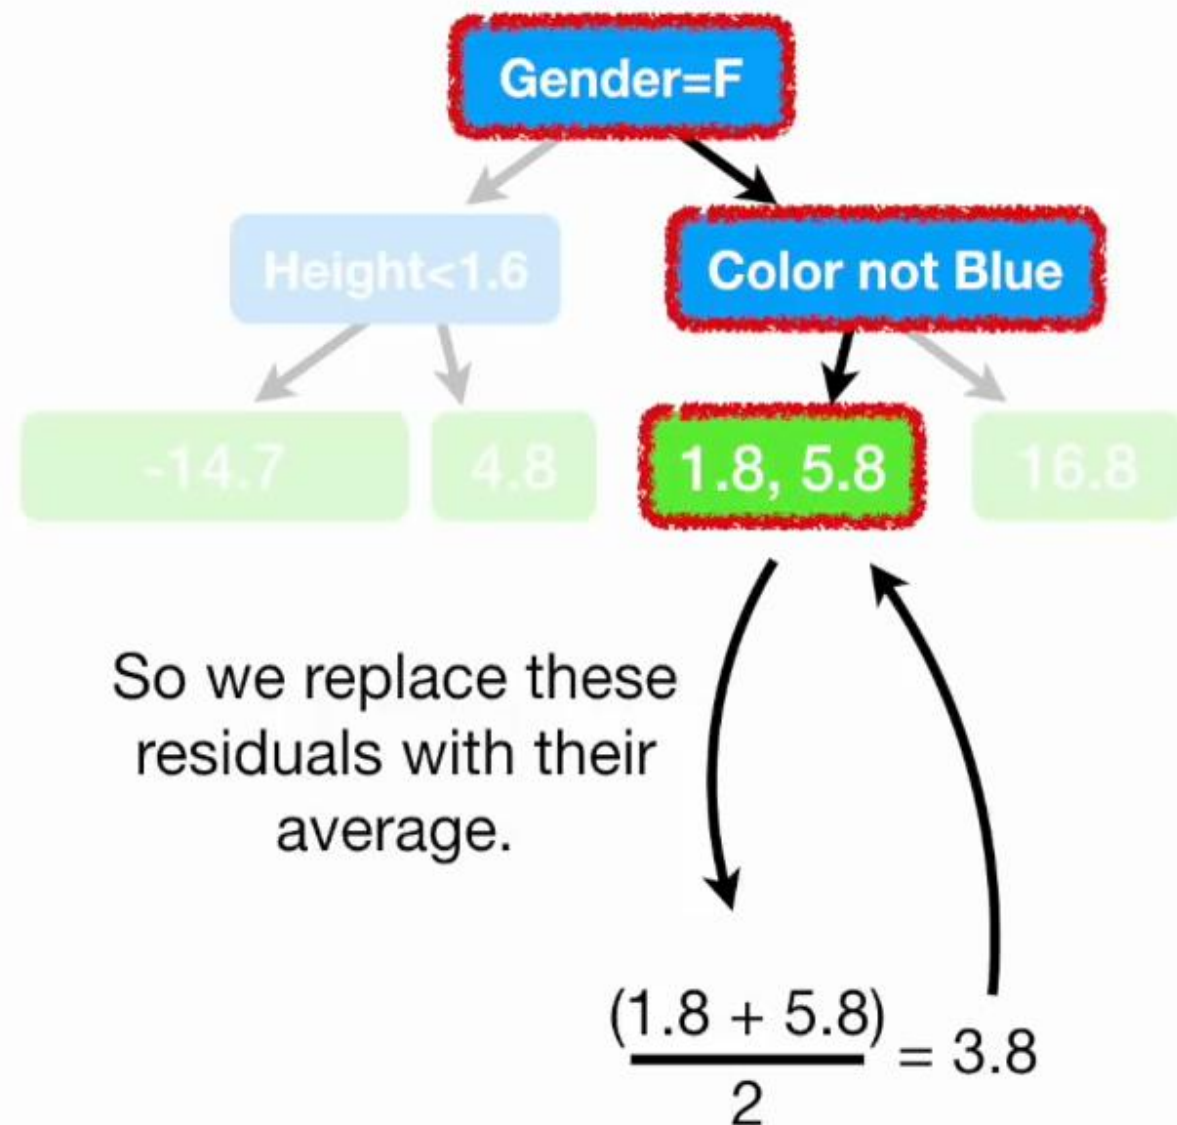 Gender=F
Height<1.6
Color not Blue
-14.7
4.8
1.8, 5.8
16.8
So we replace these
residuals with their
average.
(1.8 + 5.8)
= 3.8
2